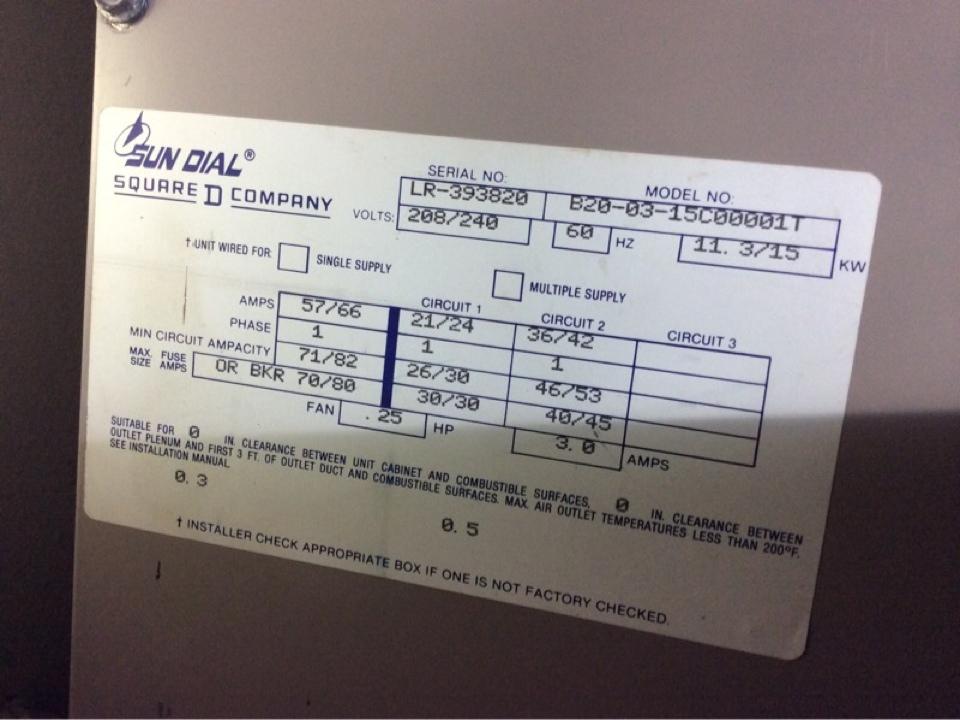 SUN DIAL®
SQUARE D COMPANY
SERIAL NO: MODEL NO:
LR-393820 B20-03-15C00001T
VOLTS: 208/240 60 HZ 11.3/15 KW
† UNIT WIRED FOR SINGLE SUPPLY MULTIPLE SUPPLY
CIRCUIT 1 CIRCUIT 2 CIRCUIT 3
AMPS 57/66 21/24 36/42
PHASE 1 1 1
MIN CIRCUIT AMPACITY 71/82 26/30 46/53
MAX. FUSE SIZE AMPS OR BKR 70/80 30/30 40/45
FAN .25 HP 3.0 AMPS
SUITABLE FOR 0 IN. CLEARANCE BETWEEN UNIT CABINET AND COMBUSTIBLE SURFACES, 0 IN. CLEARANCE BETWEEN
OUTLET PLENUM AND FIRST 3 FT. OF OUTLET DUCT AND COMBUSTIBLE SURFACES. MAX. AIR OUTLET TEMPERATURES LESS THAN 200°F.
SEE INSTALLATION MANUAL
0.3 0.5
† INSTALLER CHECK APPROPRIATE BOX IF ONE IS NOT FACTORY CHECKED.